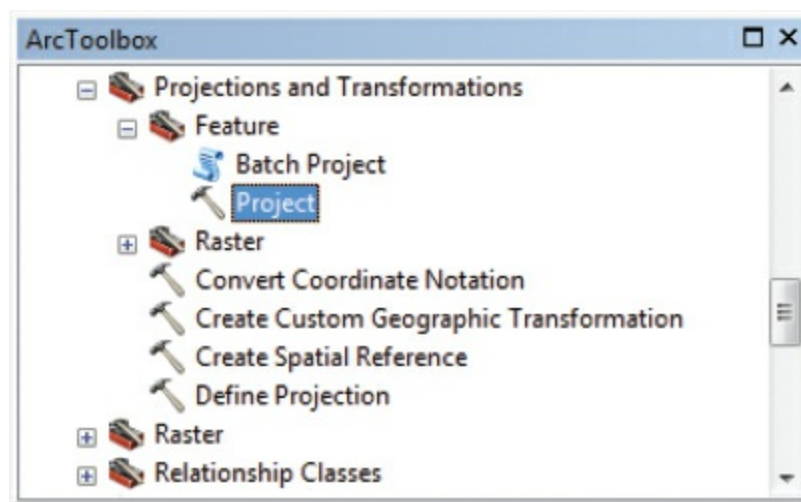 ArcToolbox
Projections and Transformations
Feature
Batch Project
Project
Raster
Convert Coordinate Notation
Create Custom Geographic Transformation
Create Spatial Reference
Define Projection
Raster
Relationship Classes